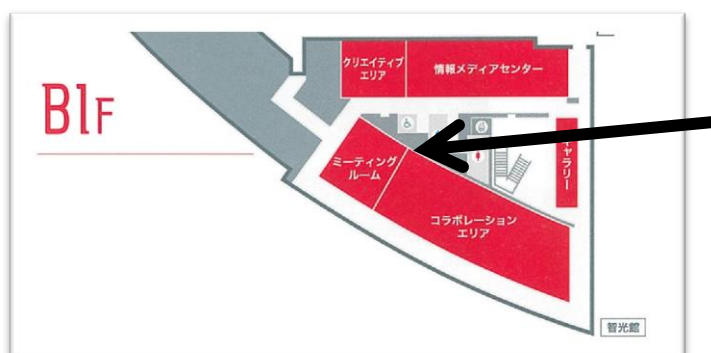 B1F
クリエイティブ
エリア
情報メディアセンター
ミーティング
ルーム
ャラリー
コラボレーション
エリア
智光館